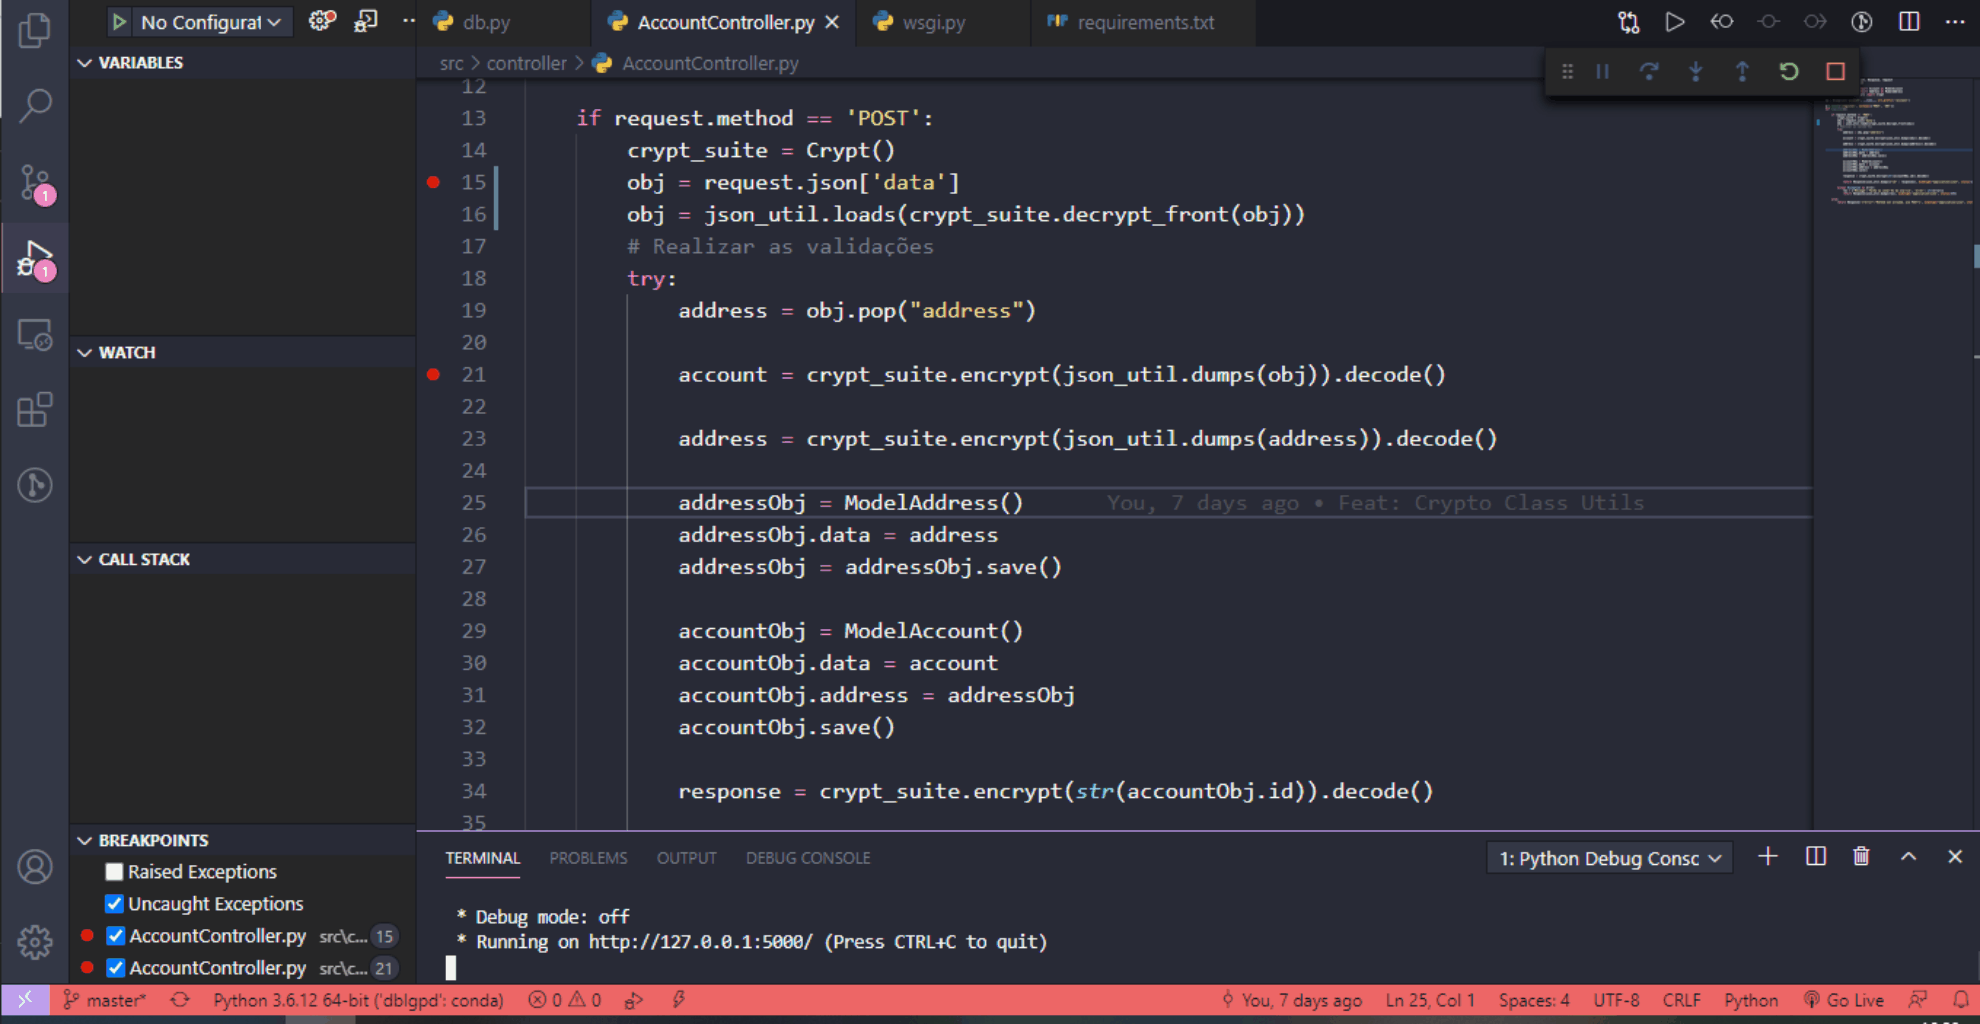 No Configurat
db.py
AccountController.py
wsgi.py
requirements.txt
VARIABLES
src > controller > AccountController.py
12
13 if request.method == 'POST':
14 crypt_suite = Crypt()
15 obj = request.json['data']
16 obj = json_util.loads(crypt_suite.decrypt_front(obj))
17 # Realizar as validações
18 try:
19 address = obj.pop("address")
20
21 account = crypt_suite.encrypt(json_util.dumps(obj)).decode()
22
23 address = crypt_suite.encrypt(json_util.dumps(address)).decode()
24
25 addressObj = ModelAddress() You, 7 days ago • Feat: Crypto Class Utils
26 addressObj.data = address
27 addressObj = addressObj.save()
28
29 accountObj = ModelAccount()
30 accountObj.data = account
31 accountObj.address = addressObj
32 accountObj.save()
33
34 response = crypt_suite.encrypt(str(accountObj.id)).decode()
35
1
1
WATCH
CALL STACK
BREAKPOINTS
Raised Exceptions
Uncaught Exceptions
AccountController.py src\c... 15
AccountController.py src\c... 21
TERMINAL PROBLEMS OUTPUT DEBUG CONSOLE
1: Python Debug Consc
* Debug mode: off
* Running on http://127.0.0.1:5000/ (Press CTRL+C to quit)
master* Python 3.6.12 64-bit ('dblgpd': conda) 0 0 You, 7 days ago Ln 25, Col 1 Spaces: 4 UTF-8 CRLF Python Go Live